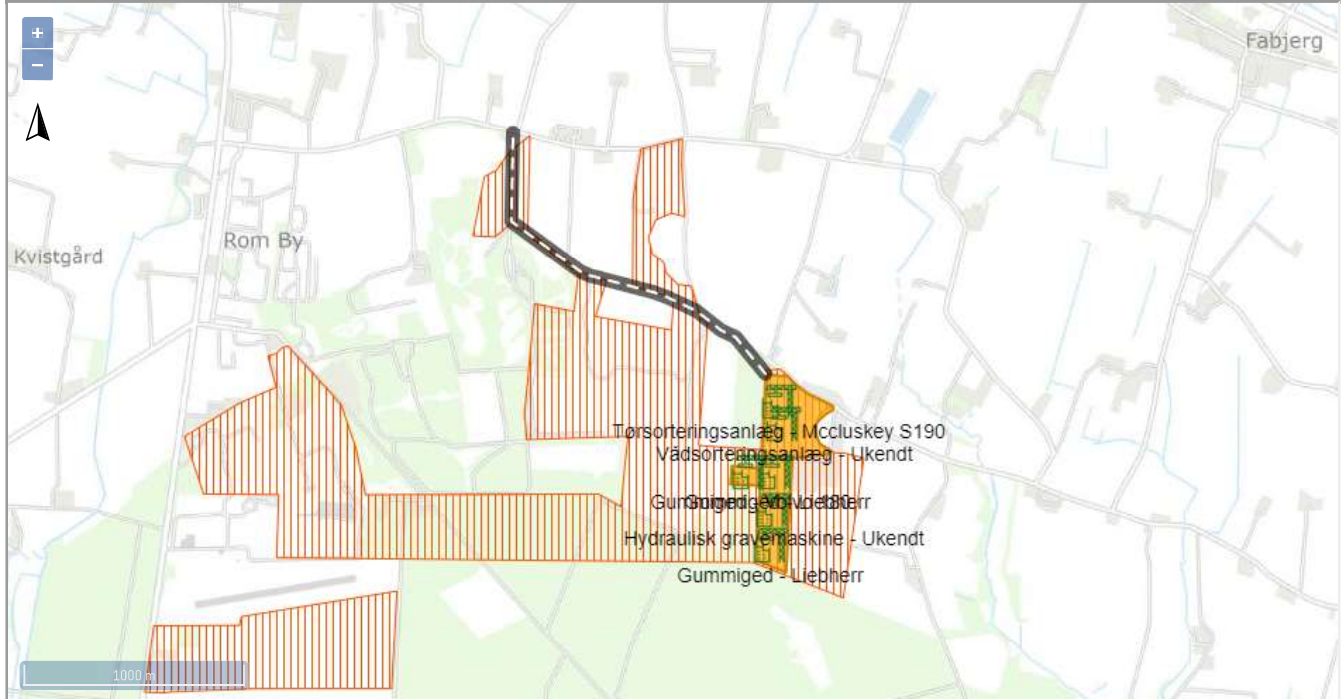 +
Fabjerg
−
Rom By
Kvistgård
Tørsorteringsanlæg - Mccluskey S190
Vådsorteringsanlæg - Ukendt
Hydraulisk gravemaskine - Ukendt
Gummiged - Liebherr
1000 m